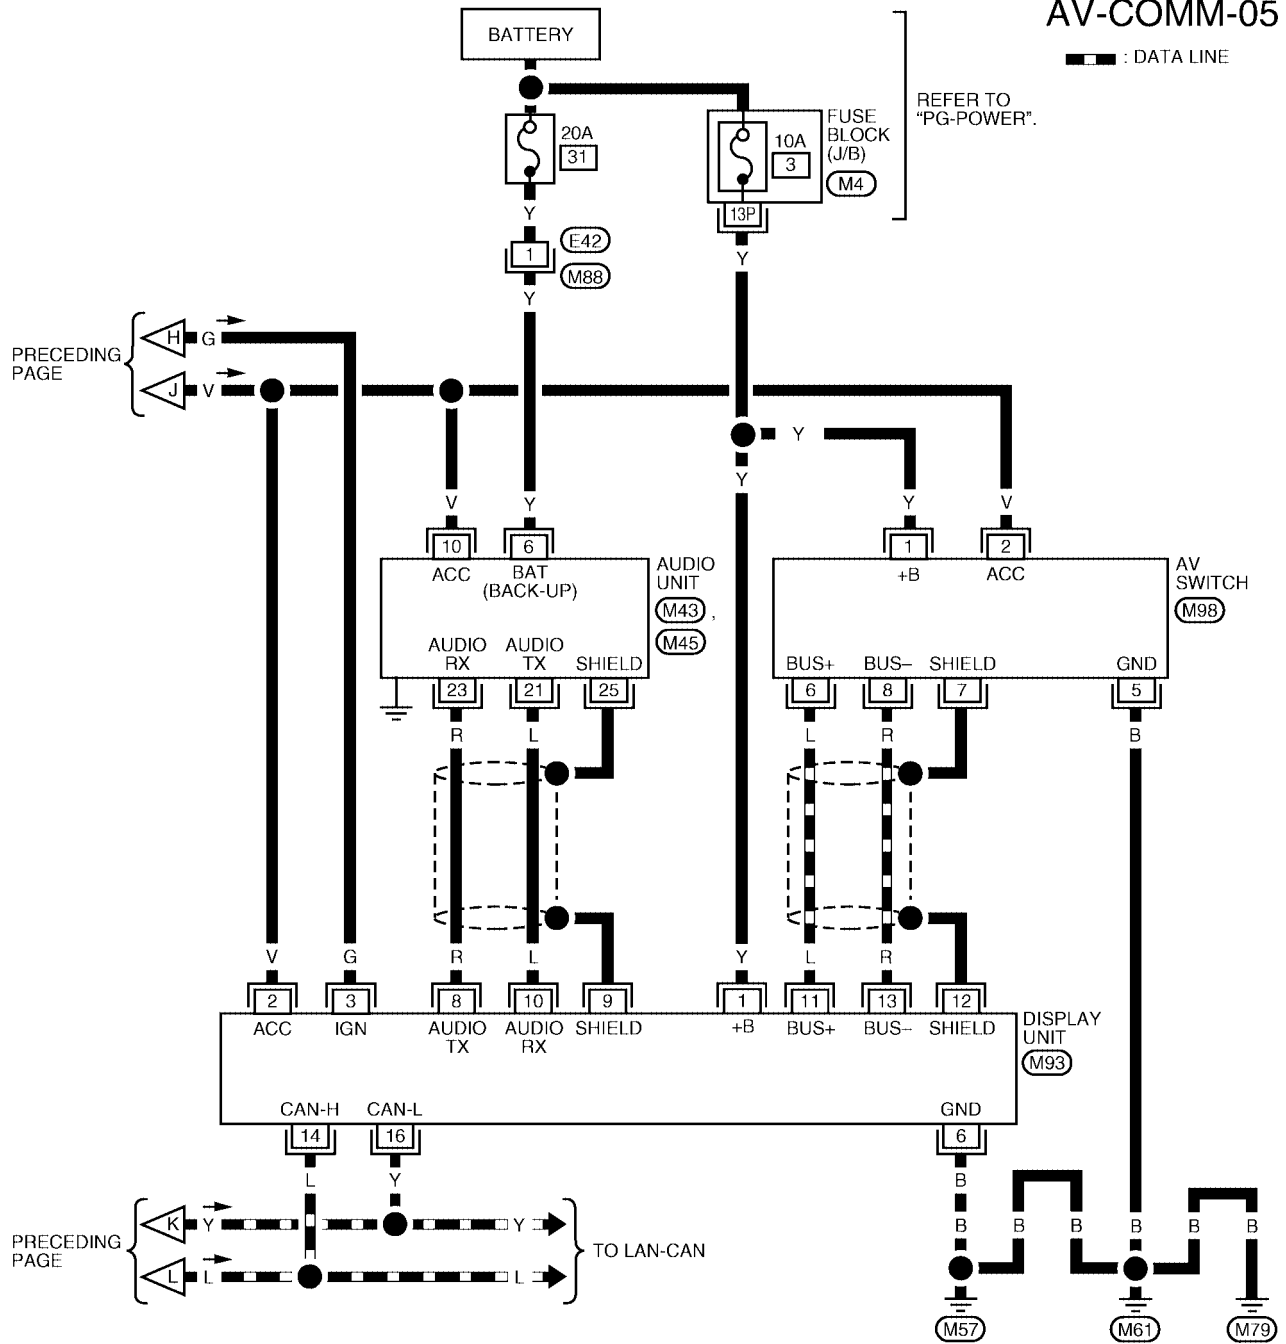 AV-COMM-05
: DATA LINE
BATTERY
REFER TO
"PG-POWER".
20A
31
10A
3
FUSE
BLOCK
(J/B)
M4
13P
Y
Y
1
E42
M88
Y
PRECEDING
PAGE
H G
J V
Y
Y
V
Y
Y
V
10
6
1
2
ACC
BAT
(BACK-UP)
AUDIO
UNIT
M43 ,
M45
+B
ACC
AV
SWITCH
M98
AUDIO
RX
AUDIO
TX
SHIELD
BUS+
BUS–
SHIELD
GND
23
21
25
6
8
7
5
R
L
L
R
B
V
G
R
L
Y
L
R
2
3
8
10
9
1
11
13
12
ACC
IGN
AUDIO
TX
AUDIO
RX
SHIELD
+B
BUS+
BUS–
SHIELD
DISPLAY
UNIT
M93
CAN-H
CAN-L
GND
14
16
6
L
Y
B
PRECEDING
PAGE
K Y
Y
L L
L
TO LAN-CAN
B
B
B
B
B
B
M57
M61
M79